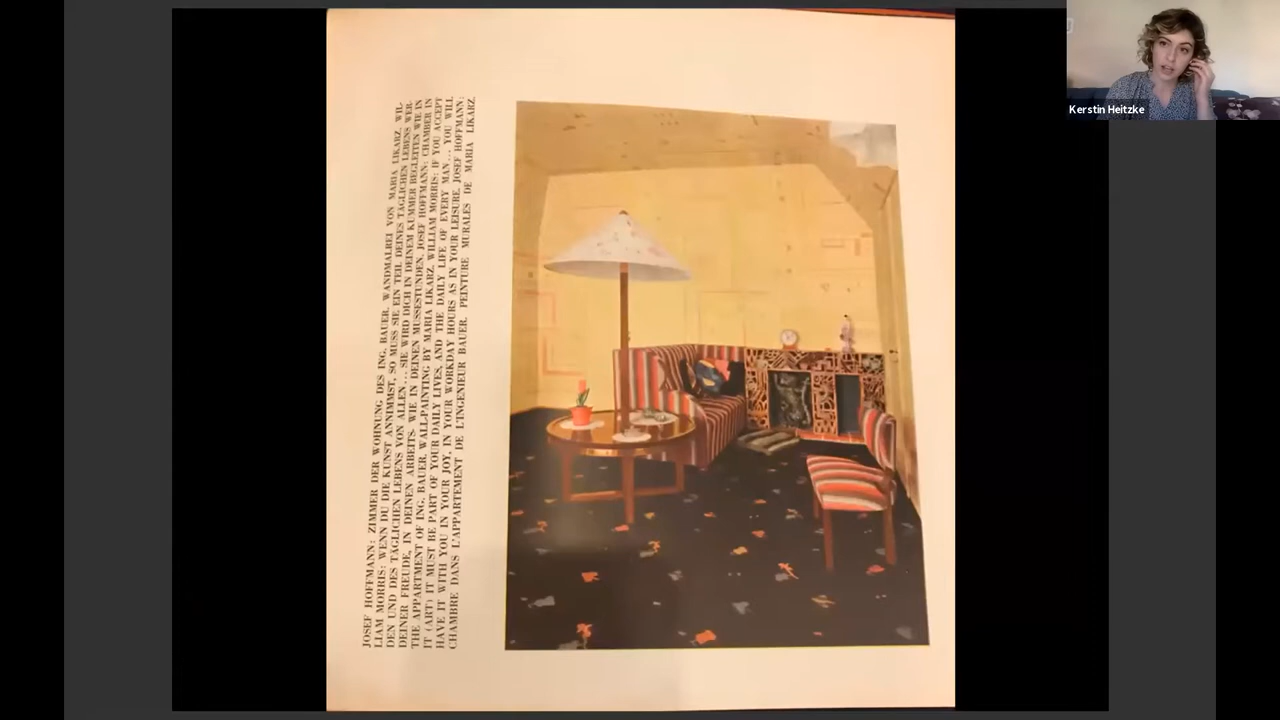 JOSEF HOFFMANN: ZIMMER DER WOHNUNG DES ING. BAUER. WANDMALREI VON MARIA LIKARZ. WIL-
LIAM MORRIS: WENN DU DIE KUNST ANNIMMST, SO MUSS SIE EIN TEIL DEINES TÄGLICHEN LEBENS WER-
DEN UND DES TÄGLICHEN LEBENS VON ALLEN... SIE WIRD DICH IN DEINEM KUMMER BEGLEITEN WIE IN
DEINER FREUDE, IN DEINEN ARBEITS- WIE IN DEINEN MUSSESTUNDEN. JOSEF HOFFMANN: CHAMBER IN
THE APPARTMENT OF ING. BAUER. WALL-PAINTING BY MARIA LIKARZ. WILLIAM MORRIS: IF YOU ACCEPT
IT (ART) IT MUST BE PART OF YOUR DAILY LIVES, AND THE DAILY LIFE OF EVERY MAN... YOU WILL
HAVE IT WITH YOU IN YOUR JOY, IN YOUR WORKDAY HOURS AS IN YOUR LEISURE. JOSEF HOFFMANN:
CHAMBRE DANS L'APPARTEMENT DE L'INGENIEUR BAUER. PEINTURE MURALES DE MARIA LIKARZ.
Kerstin Heitzke